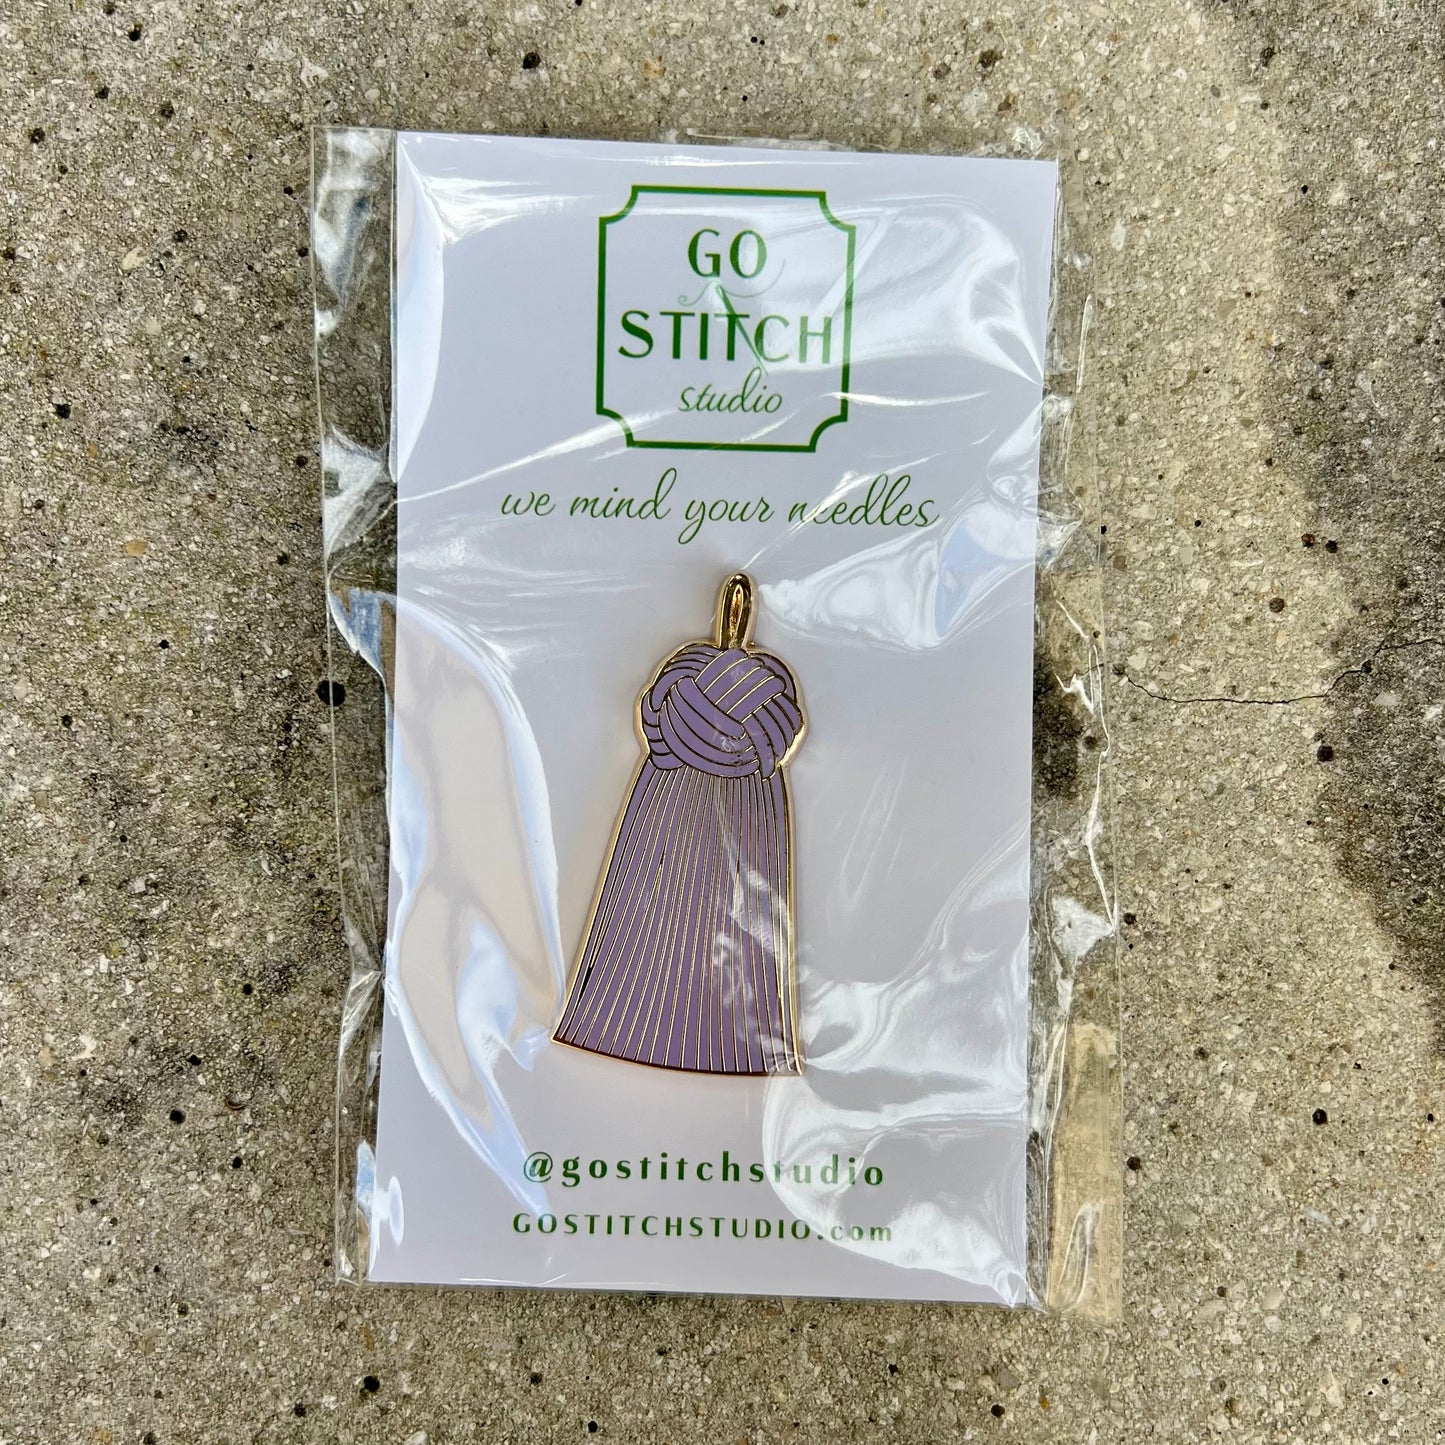 GO
STITCH
studio
we mind your needles
@gostitchstudio
GOSTITCHSTUDIO.com